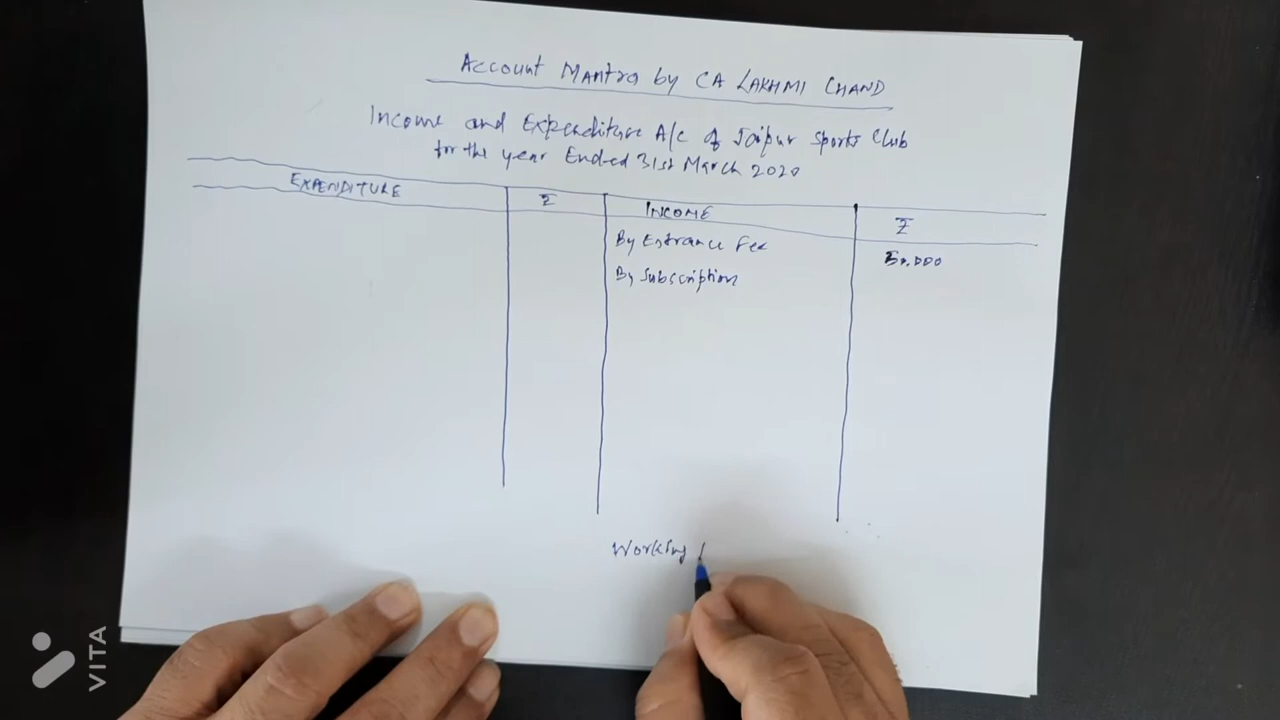 Account Mantra by CA LAKHMI CHAND
Income and Expenditure A/c of Jaipur Sports Club
for the year Ended 31st March 2020
EXPENDITURE ₹ INCOME ₹
By Entrance Fee 50,000
By Subscription
Working
VITA